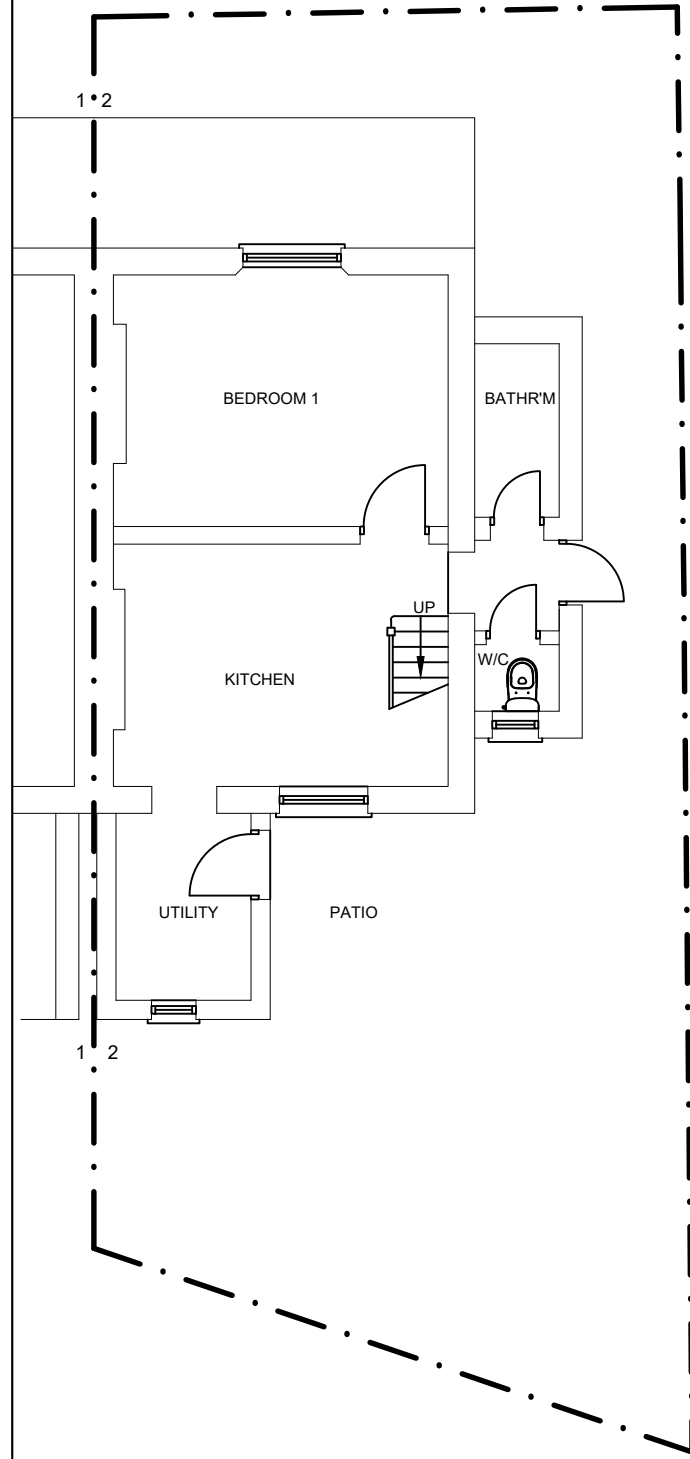 1 2
BEDROOM 1
BATHR'M
UP
W/C
KITCHEN
UTILITY
PATIO
1 2